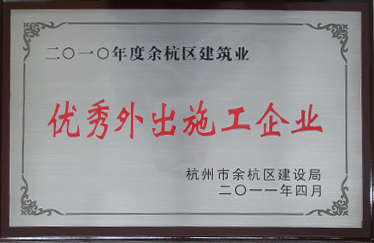 二〇一〇年度余杭区建筑业
优秀外出施工企业
杭州市余杭区建设局
二〇一一年四月